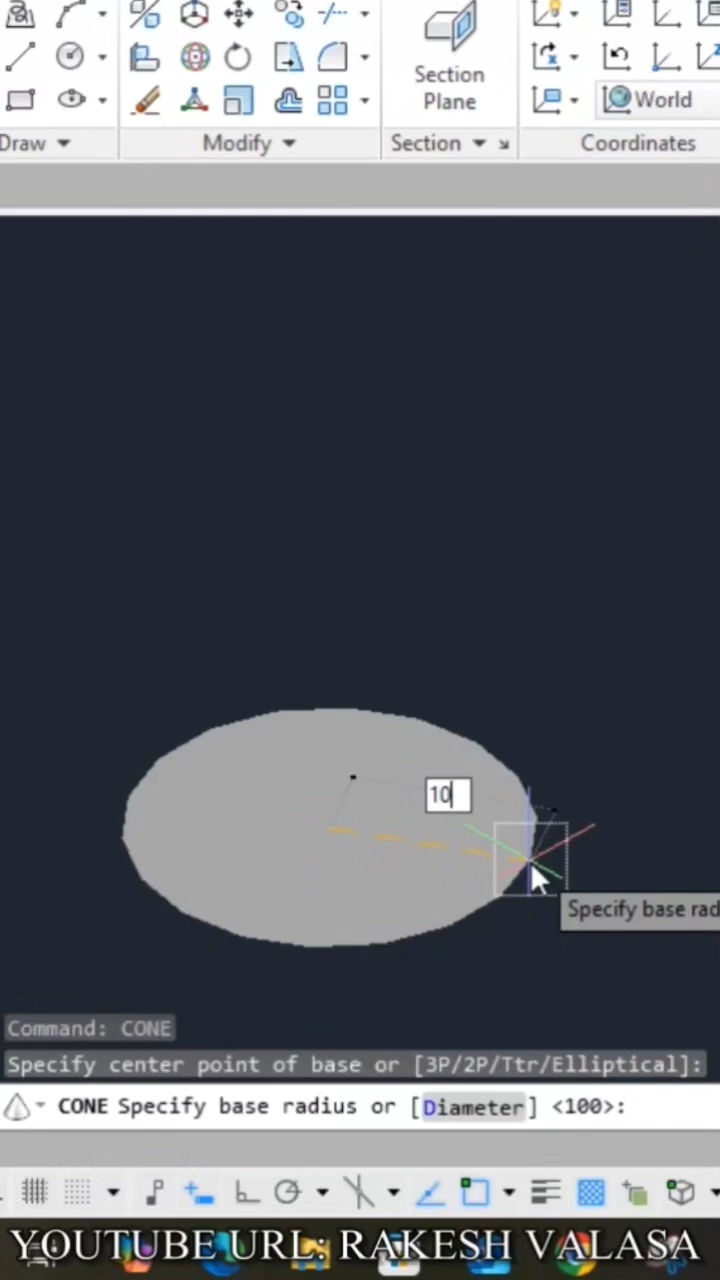 Section
Plane
World
Draw
Modify
Section
Coordinates
10
Specify base rad
Command: CONE
Specify center point of base or [3P/2P/Ttr/Elliptical]:
CONE Specify base radius or [Diameter] <100>:
YOUTUBE URL: RAKESH VALASA